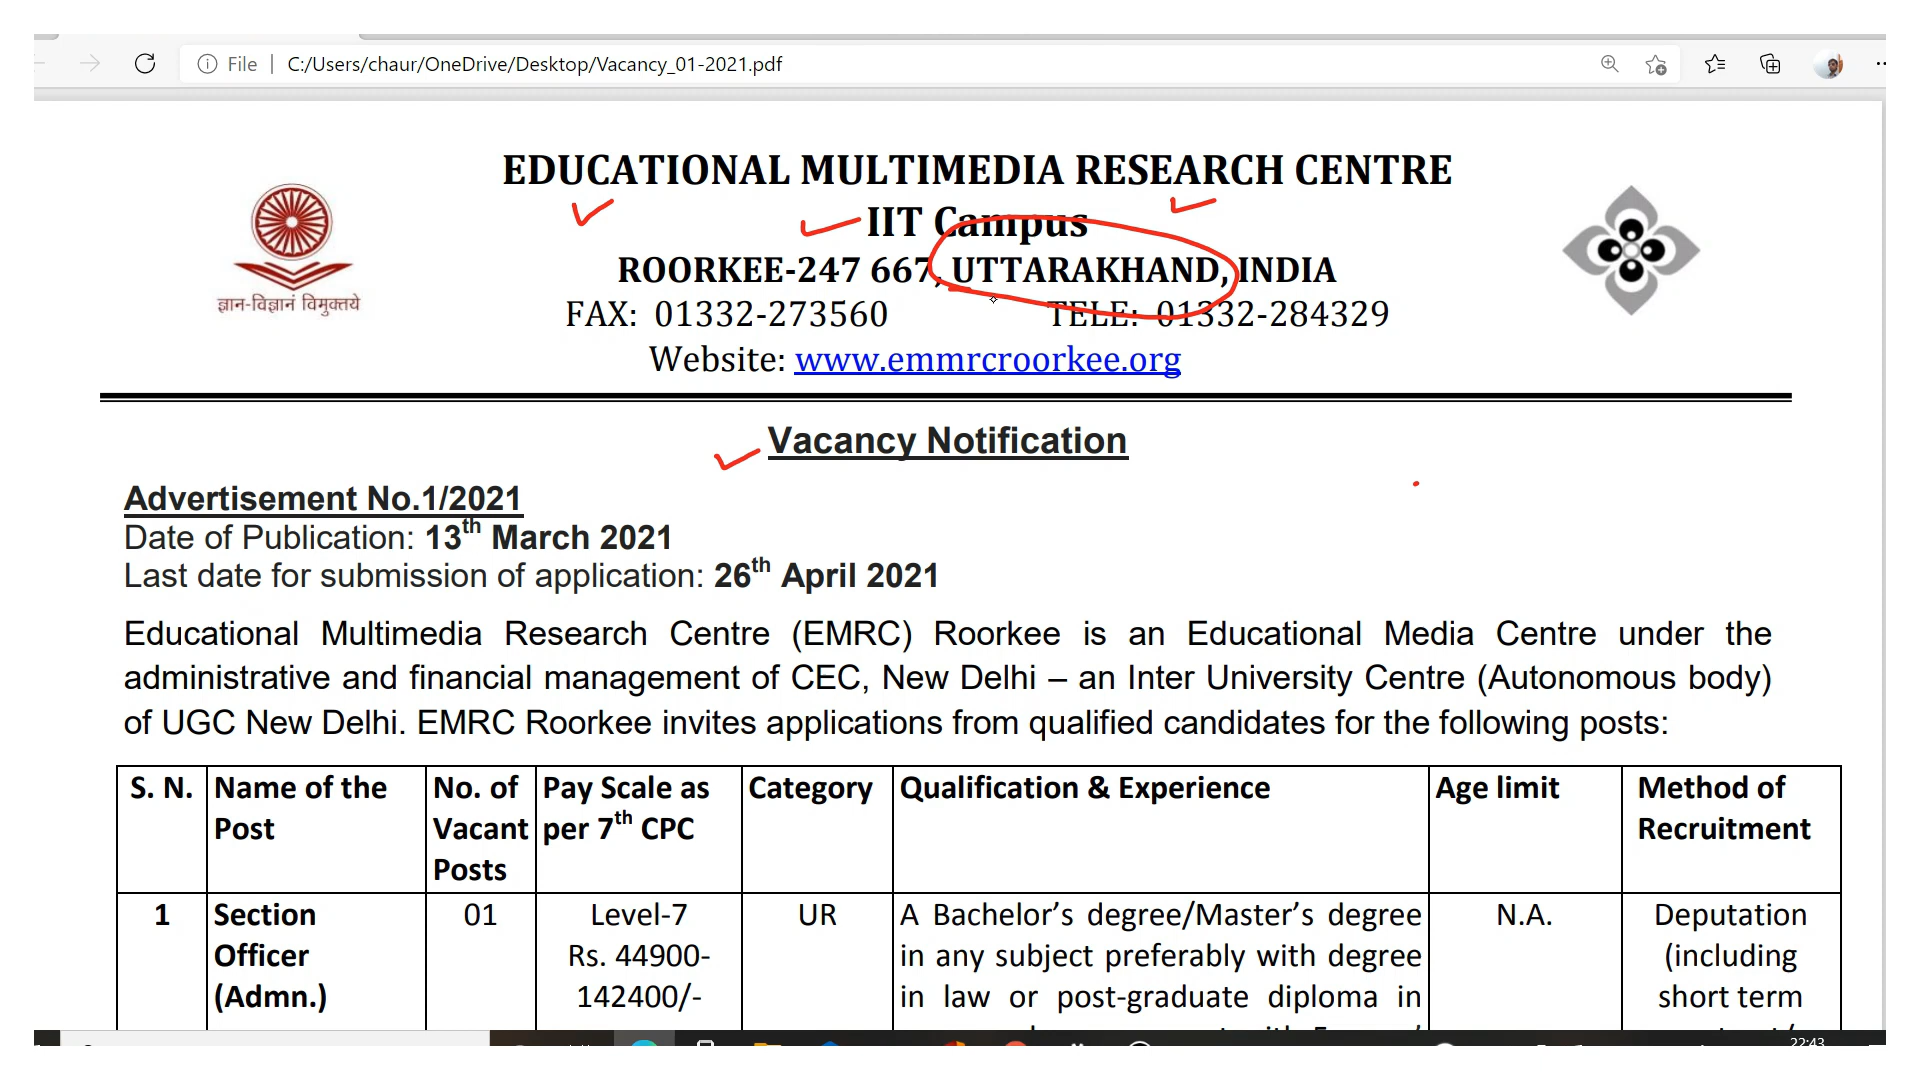 File
C:/Users/chaur/OneDrive/Desktop/Vacancy_01-2021.pdf
EDUCATIONAL MULTIMEDIA RESEARCH CENTRE
IIT Campus
ROORKEE-247 667, UTTARAKHAND, INDIA
FAX: 01332-273560 TELE: 01332-284329
Website: www.emmrcroorkee.org
ज्ञान-विज्ञानं विमुक्तये
Vacancy Notification
Advertisement No.1/2021
Date of Publication: 13th March 2021
Last date for submission of application: 26th April 2021
Educational Multimedia Research Centre (EMRC) Roorkee is an Educational Media Centre under the
administrative and financial management of CEC, New Delhi – an Inter University Centre (Autonomous body)
of UGC New Delhi. EMRC Roorkee invites applications from qualified candidates for the following posts:
S. N. Name of the No. of Pay Scale as Category Qualification & Experience Age limit Method of
Post Vacant per 7th CPC Recruitment
Posts
1 Section 01 Level-7 UR A Bachelor's degree/Master's degree N.A. Deputation
Officer Rs. 44900- in any subject preferably with degree (including
(Admn.) 142400/- in law or post-graduate diploma in short term
22:43